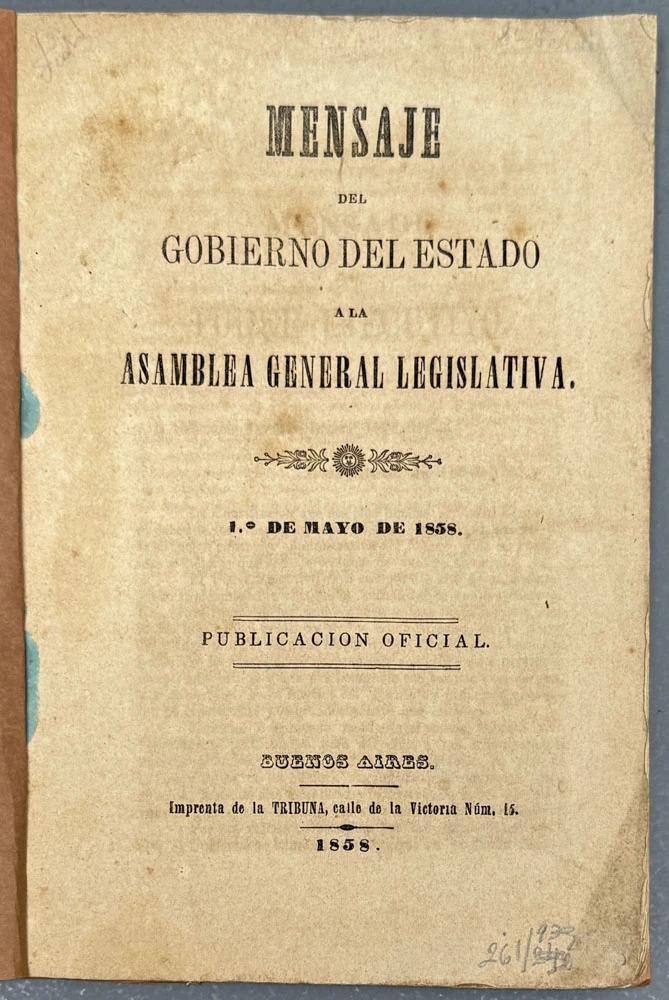 MENSAJE
DEL
GOBIERNO DEL ESTADO
A LA
ASAMBLEA GENERAL LEGISLATIVA.
1.º DE MAYO DE 1858.
PUBLICACION OFICIAL.
BUENOS AIRES.
Imprenta de la TRIBUNA, calle de la Victoria Núm. 15.
1858.
261/